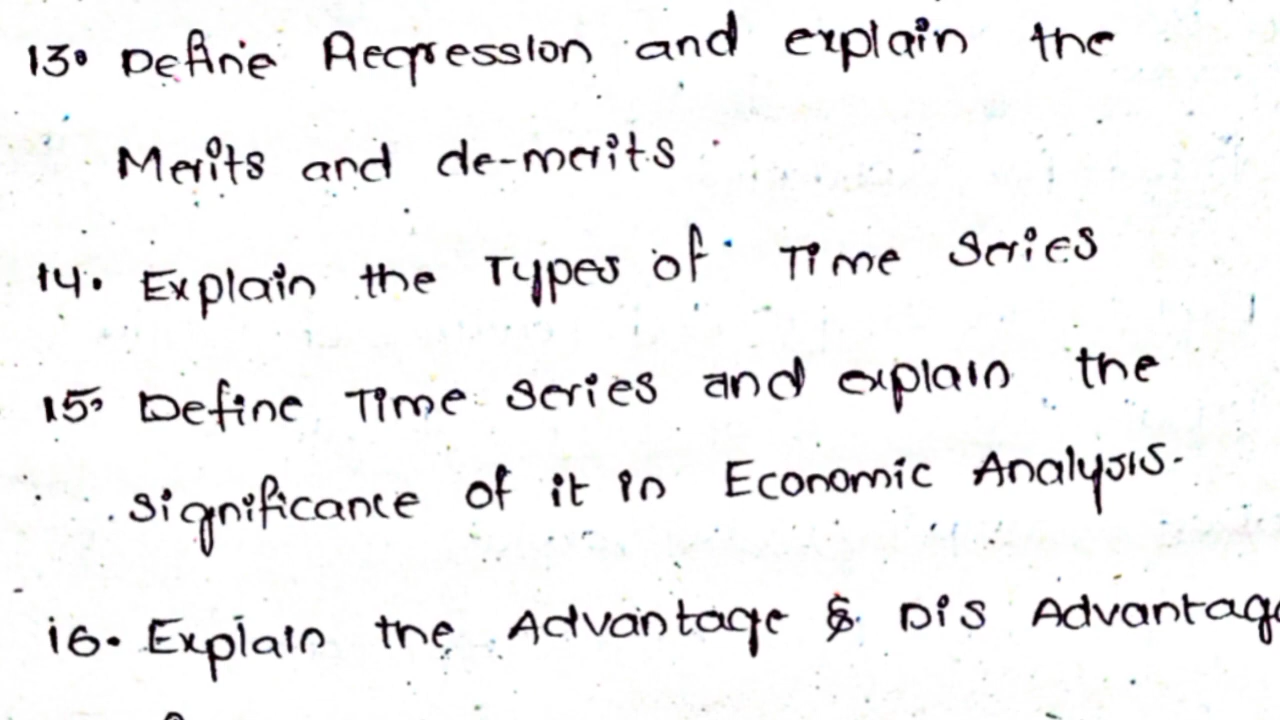 13. Define Regression and explain the
Merits and de-merits
14. Explain the Types of Time Series
15. Define Time Series and explain the
significance of it in Economic Analysis.
16. Explain the Advantage & Dis Advantage